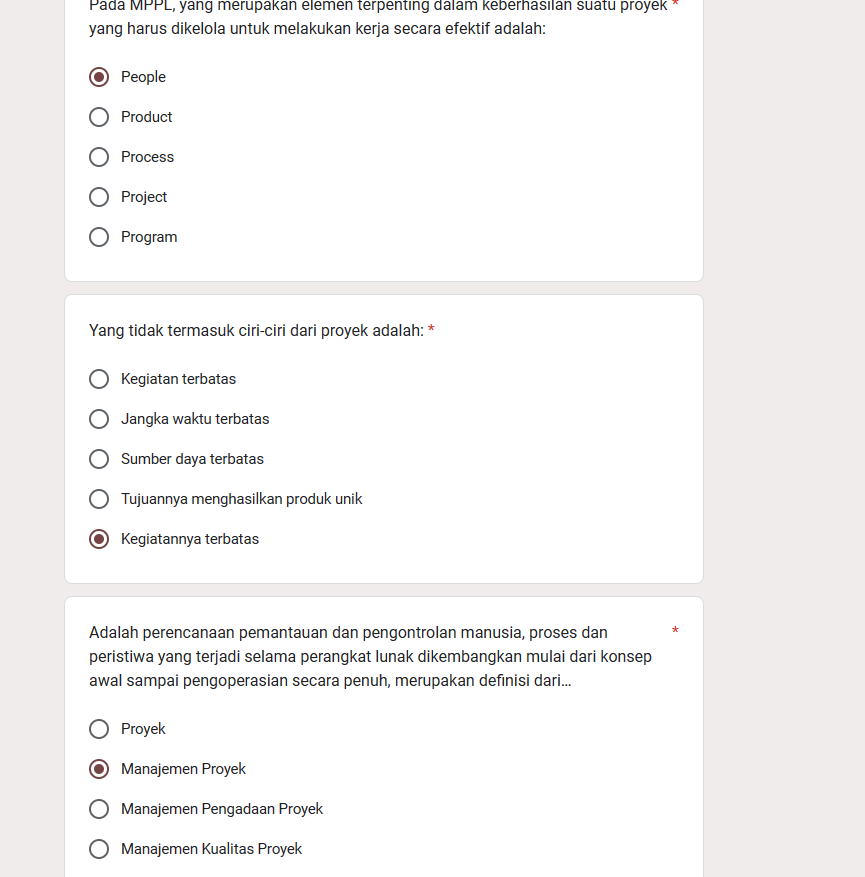 Pada MPPL, yang merupakan elemen terpenting dalam keberhasilan suatu proyek *
yang harus dikelola untuk melakukan kerja secara efektif adalah:
People
Product
Process
Project
Program
Yang tidak termasuk ciri-ciri dari proyek adalah: *
Kegiatan terbatas
Jangka waktu terbatas
Sumber daya terbatas
Tujuannya menghasilkan produk unik
Kegiatannya terbatas
Adalah perencanaan pemantauan dan pengontrolan manusia, proses dan *
peristiwa yang terjadi selama perangkat lunak dikembangkan mulai dari konsep
awal sampai pengoperasian secara penuh, merupakan definisi dari...
Proyek
Manajemen Proyek
Manajemen Pengadaan Proyek
Manajemen Kualitas Proyek